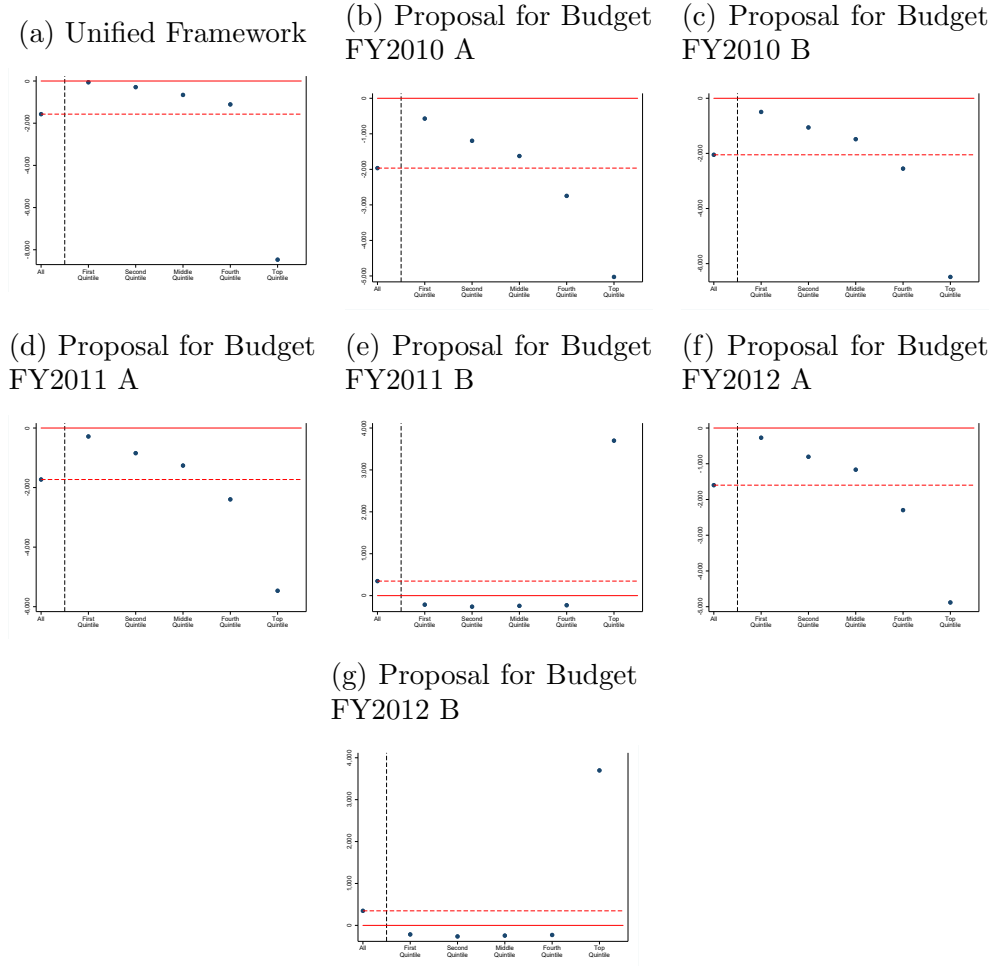 (a) Unified Framework
0
-2,000
-4,000
-6,000
-8,000
All
First
Quintile
Second
Quintile
Middle
Quintile
Fourth
Quintile
Top
Quintile
(b) Proposal for Budget
FY2010 A
0
-1,000
-2,000
-3,000
-4,000
-5,000
All
First
Quintile
Second
Quintile
Middle
Quintile
Fourth
Quintile
Top
Quintile
(c) Proposal for Budget
FY2010 B
0
-2,000
-4,000
-6,000
All
First
Quintile
Second
Quintile
Middle
Quintile
Fourth
Quintile
Top
Quintile
(d) Proposal for Budget
FY2011 A
0
-2,000
-4,000
-6,000
All
First
Quintile
Second
Quintile
Middle
Quintile
Fourth
Quintile
Top
Quintile
(e) Proposal for Budget
FY2011 B
4,000
3,000
2,000
1,000
0
All
First
Quintile
Second
Quintile
Middle
Quintile
Fourth
Quintile
Top
Quintile
(f) Proposal for Budget
FY2012 A
0
-1,000
-2,000
-3,000
-4,000
-5,000
All
First
Quintile
Second
Quintile
Middle
Quintile
Fourth
Quintile
Top
Quintile
(g) Proposal for Budget
FY2012 B
4,000
3,000
2,000
1,000
0
All
First
Quintile
Second
Quintile
Middle
Quintile
Fourth
Quintile
Top
Quintile